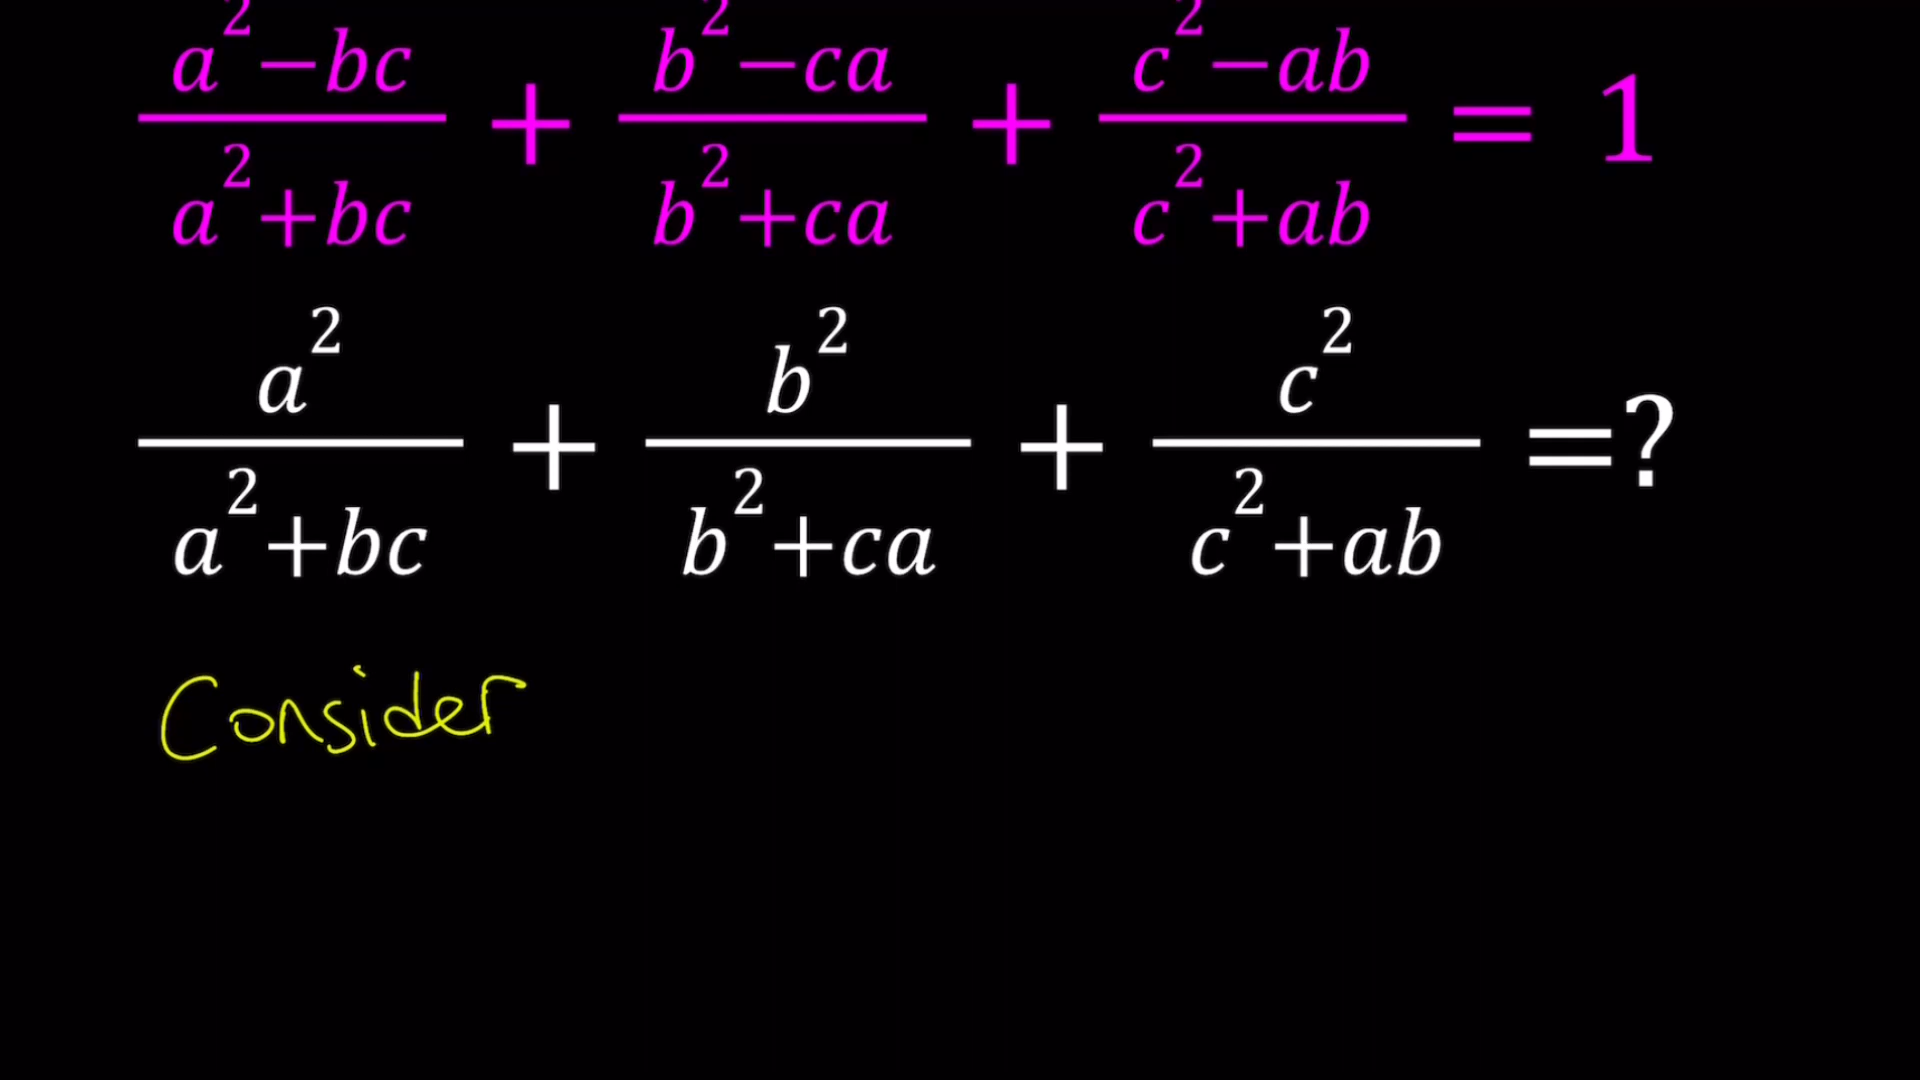 a²−bc/a²+bc + b²−ca/b²+ca + c²−ab/c²+ab = 1
a²/a²+bc + b²/b²+ca + c²/c²+ab =?
Consider